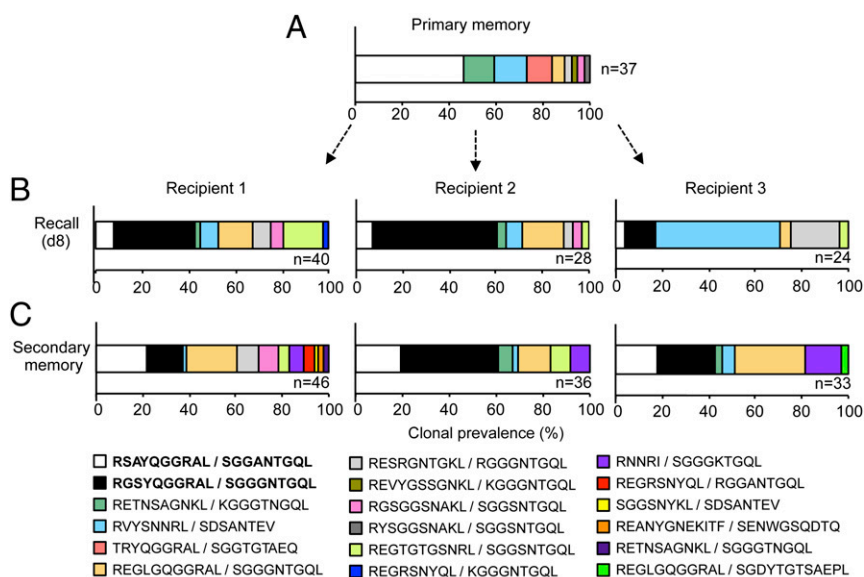 A
Primary memory
n=37
0 20 40 60 80 100
B
Recipient 1 Recipient 2 Recipient 3
Recall
(d8)
n=40 n=28 n=24
0 20 40 60 80 100 0 20 40 60 80 100 0 20 40 60 80 100
C
Secondary
memory
n=46 n=36 n=33
0 20 40 60 80 100 0 20 40 60 80 100 0 20 40 60 80 100
Clonal prevalence (%)
RSAYQGGRAL / SGGANTGQL
RGSYQGGRAL / SGGGNTGQL
RETNSAGNKL / KGGGTNGQL
RVYSNNRL / SDSANTEV
TRYQGGRAL / SGGTGTAEQ
REGLGQGGRAL / SGGGNTGQL
RESRGNTGKL / RGGGNTGQL
REVYGSSGNKL / KGGGNTGQL
RGSGGSNAKL / SGGSNTGQL
RYSGGSNAKL / SGGSNTGQL
REGTGTGSNRL / SGGSNTGQL
REGRSNYQL / KGGGNTGQL
RNNRI / SGGGKTGQL
REGRSNYQL / RGGANTGQL
SGGSNYKL / SDSANTEV
REANYGNEKITF / SENWGSQDTQ
RETNSAGNKL / SGGGTNGQL
REGLGQGGRAL / SGDYTGTSAEPL